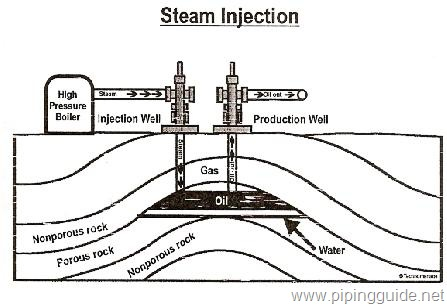 Steam Injection
High
Pressure
Boiler
Steam
Oil out
Injection Well
Production Well
Gas
Oil
Nonporous rock
Porous rock
Nonporous rock
Water
www.pipingguide.net